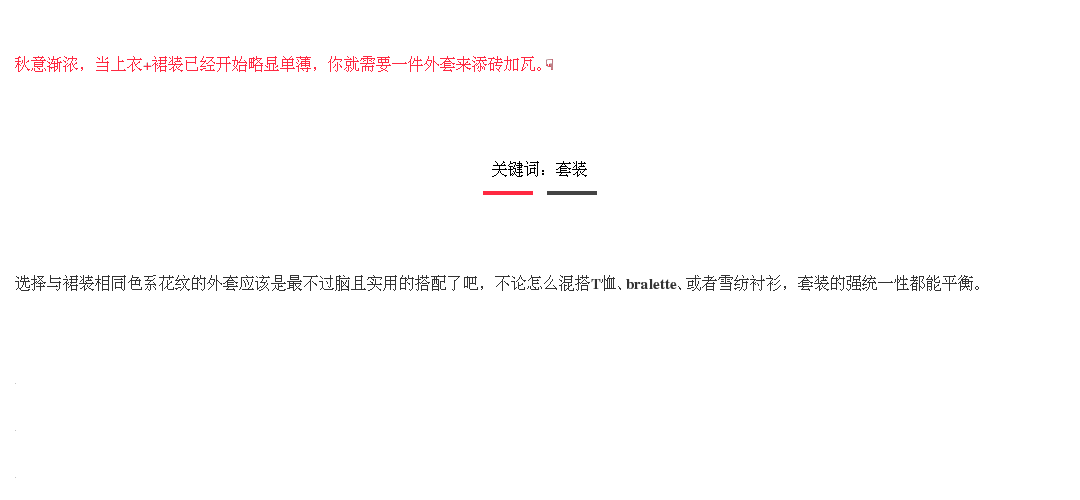 秋意渐浓，当上衣+裙装已经开始略显单薄，你就需要一件外套来添砖加瓦。☟
关键词：套装
选择与裙装相同色系花纹的外套应该是最不过脑且实用的搭配了吧，不论怎么混搭T恤、bralette、或者雪纺衬衫，套装的强统一性都能平衡。